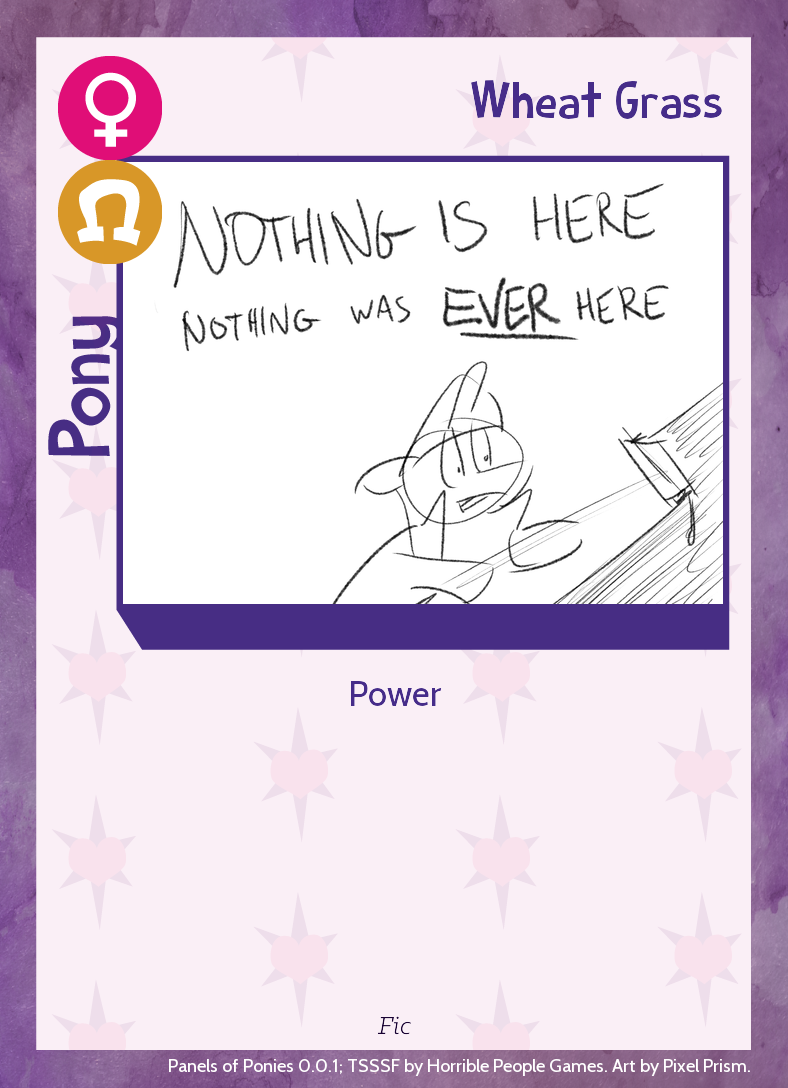 Wheat Grass
NOTHING IS HERE
NOTHING WAS EVER HERE
Pony
Power
Fic
Panels of Ponies 0.0.1; TSSSF by Horrible People Games. Art by Pixel Prism.